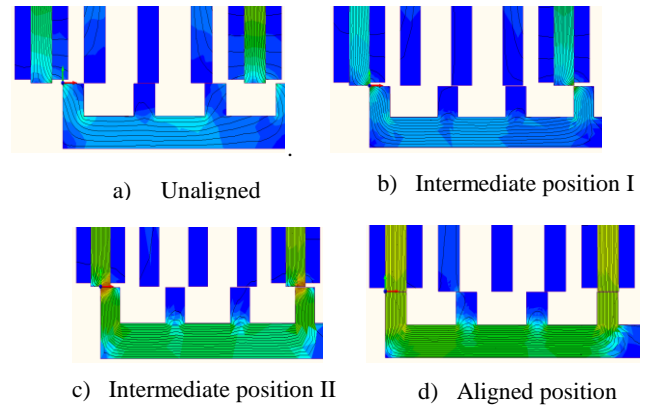 a) Unaligned
b) Intermediate position I
c) Intermediate position II
d) Aligned position